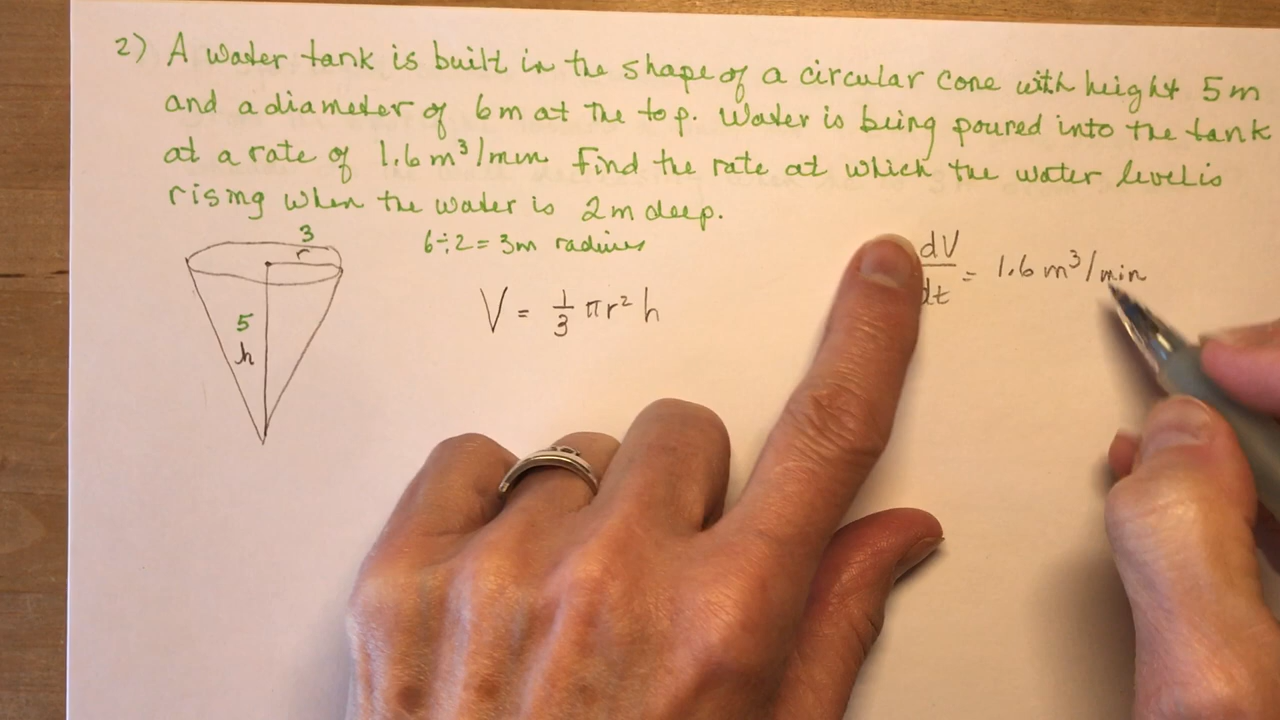 2) A water tank is built in the shape of a circular cone with height 5m
and a diameter of 6m at the top. Water is being poured into the tank
at a rate of 1.6 m³/min. Find the rate at which the water level is
rising when the water is 2m deep.
3
r
5
h
6÷2 = 3m radius
V = 1/3 πr²h
dV/dt = 1.6 m³/min